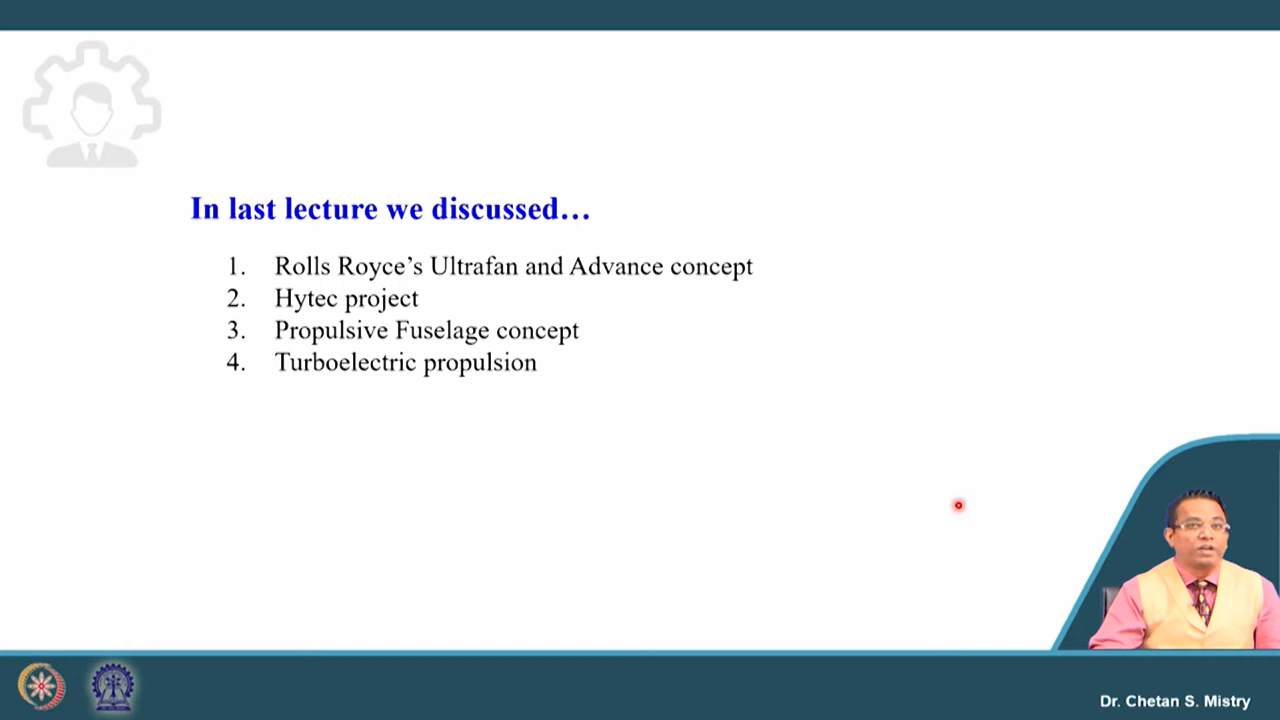 In last lecture we discussed…
1. Rolls Royce's Ultrafan and Advance concept
2. Hytec project
3. Propulsive Fuselage concept
4. Turboelectric propulsion
Dr. Chetan S. Mistry